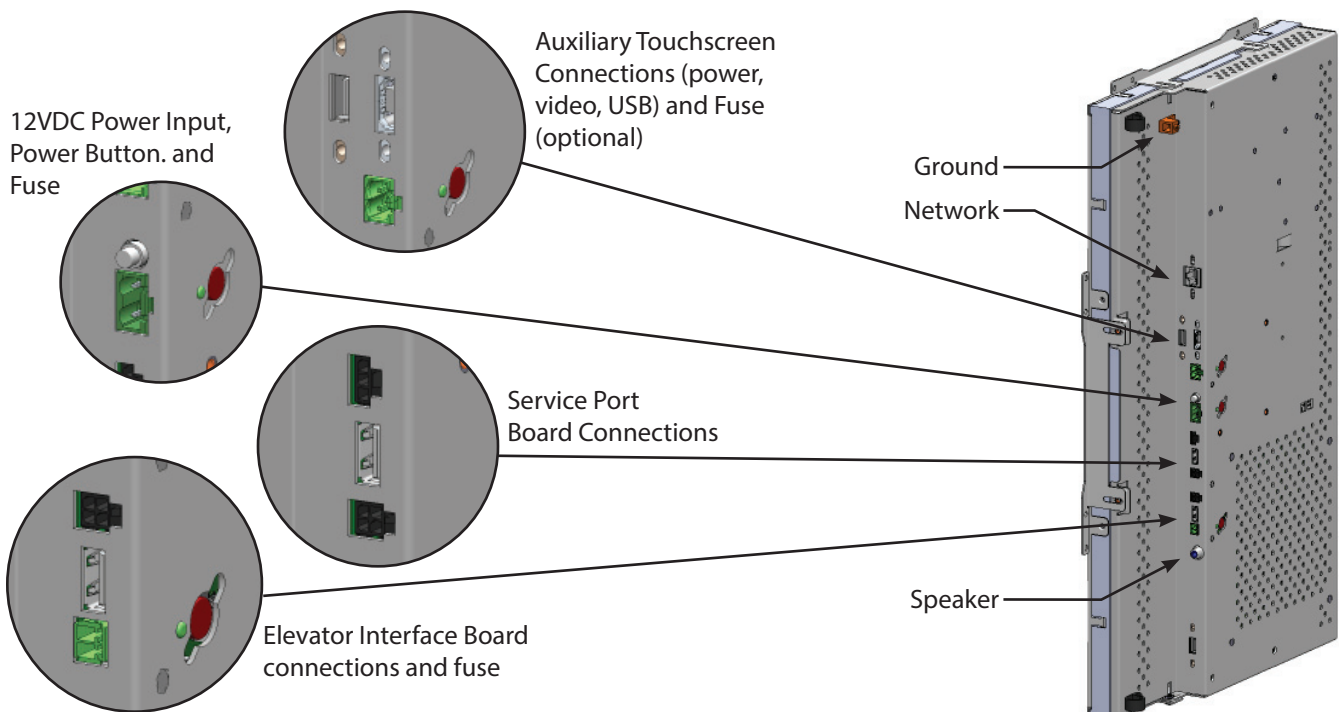 Auxiliary Touchscreen
Connections (power,
video, USB) and Fuse
(optional)
12VDC Power Input,
Power Button. and
Fuse
Ground
Network
Service Port
Board Connections
Speaker
Elevator Interface Board
connections and fuse